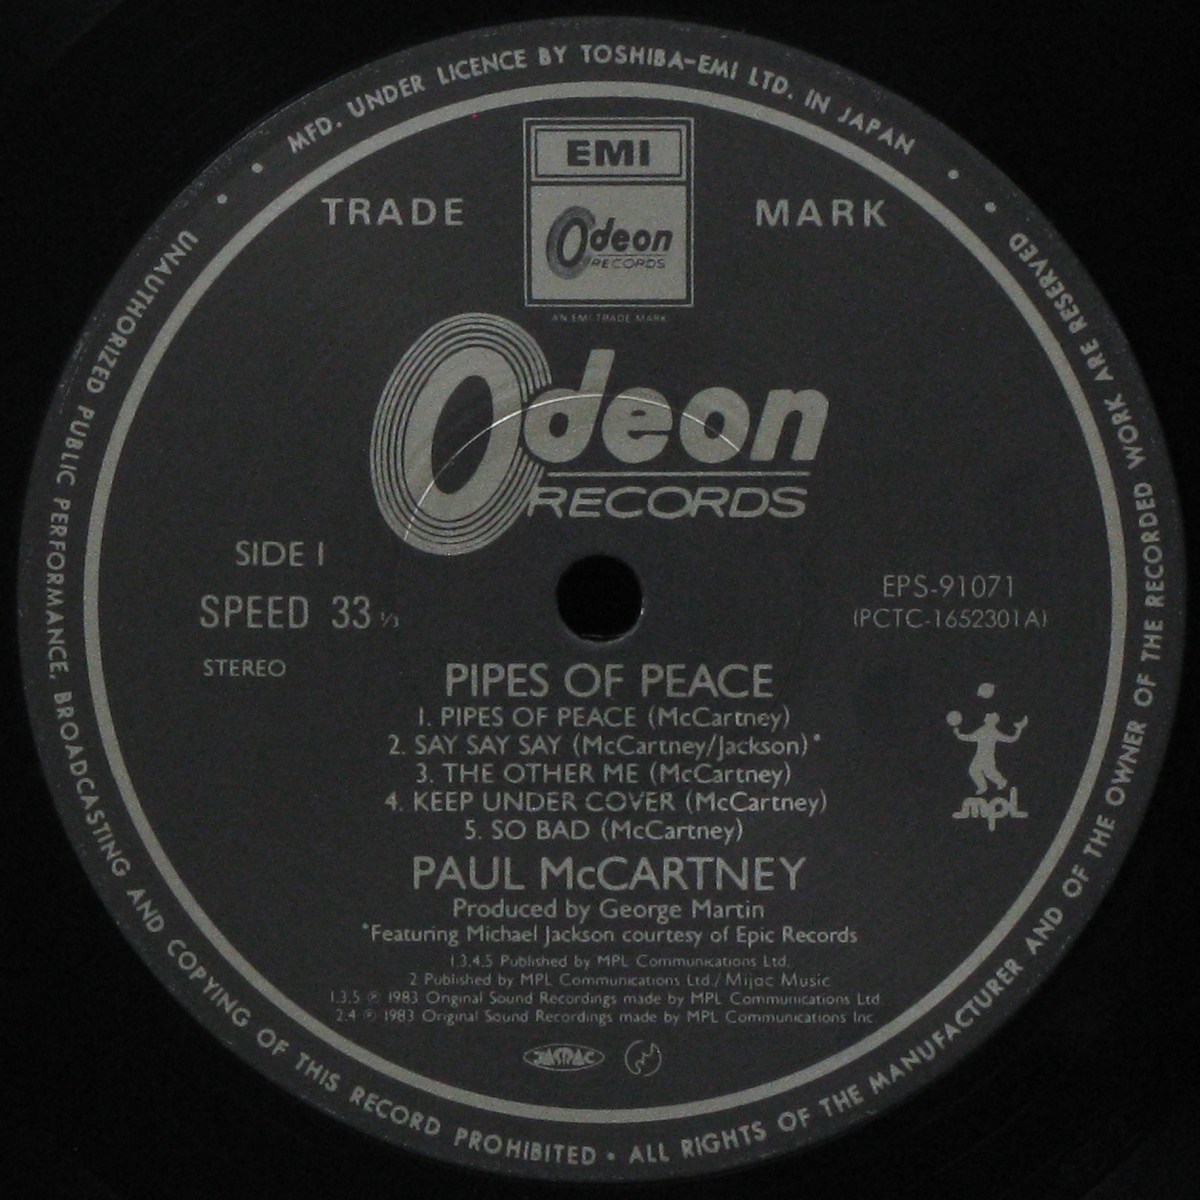 MFD. UNDER LICENCE BY TOSHIBA-EMI LTD. IN JAPAN
TRADE
EMI
MARK
Odeon
RECORDS
AN EMI TRADE MARK
Odeon
RECORDS
SIDE 1
SPEED 33 ⅓
STEREO
EPS-91071
(PCTC-1652301A)
PIPES OF PEACE
1. PIPES OF PEACE (McCartney)
2. SAY SAY SAY (McCartney/Jackson)*
3. THE OTHER ME (McCartney)
4. KEEP UNDER COVER (McCartney)
5. SO BAD (McCartney)
mpl
PAUL McCARTNEY
Produced by George Martin
*Featuring Michael Jackson courtesy of Epic Records
1.3.4.5 Published by MPL Communications Ltd.
2 Published by MPL Communications Ltd./Mijac Music
1.3.5 ℗ 1983 Original Sound Recordings made by MPL Communications Ltd
2.4 ℗ 1983 Original Sound Recordings made by MPL Communications Inc.
JASRAC
UNAUTHORIZED PUBLIC PERFORMANCE, BROADCASTING AND COPYING OF THIS RECORD PROHIBITED • ALL RIGHTS OF THE MANUFACTURER AND OF THE OWNER OF THE RECORDED WORK ARE RESERVED